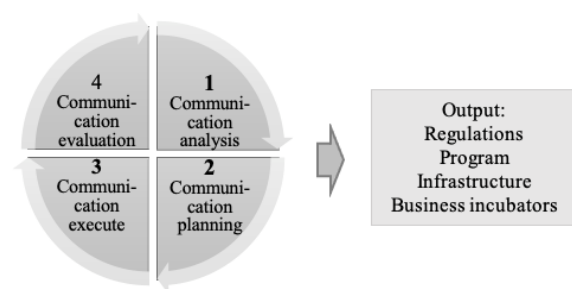 4
Communi-
cation
evaluation
1
Communi-
cation
analysis
3
Communi-
cation
execute
2
Communi-
cation
planning
Output:
Regulations
Program
Infrastructure
Business incubators